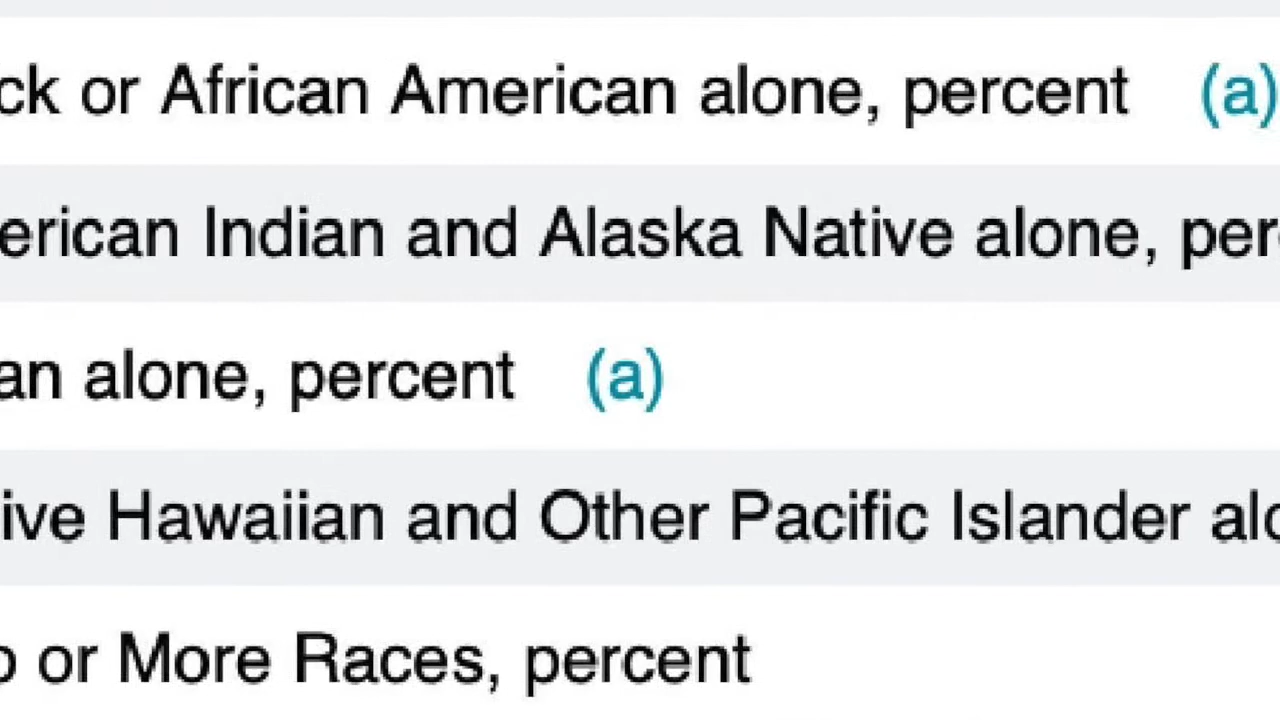 ck or African American alone, percent (a)
erican Indian and Alaska Native alone, per
an alone, percent (a)
ive Hawaiian and Other Pacific Islander alo
o or More Races, percent